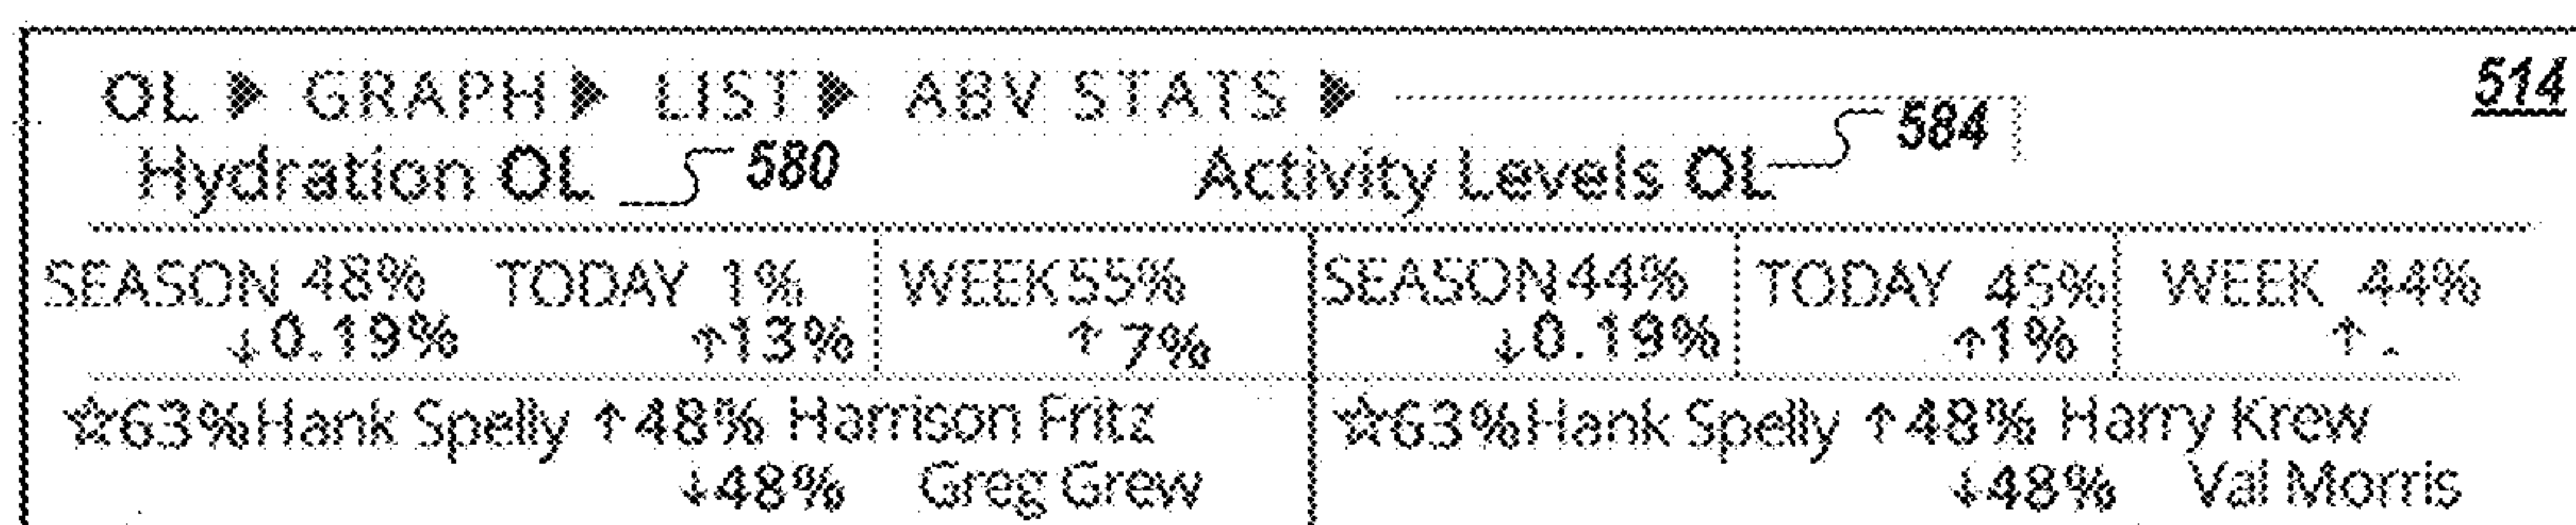 OL ▶ GRAPH ▶ LIST ▶ ABV STATS ▶ 514
Hydration OL 580 Activity Levels OL 584
SEASON 48% TODAY 1% WEEK 55% SEASON 44% TODAY 45% WEEK 44%
↓0.19% ↑13% ↑7% ↓0.19% ↑1% ↑
☆63% Hank Spelly ↑48% Harrison Fritz ☆63% Hank Spelly ↑48% Harry Krew
↓48% Greg Grew ↓48% Val Morris